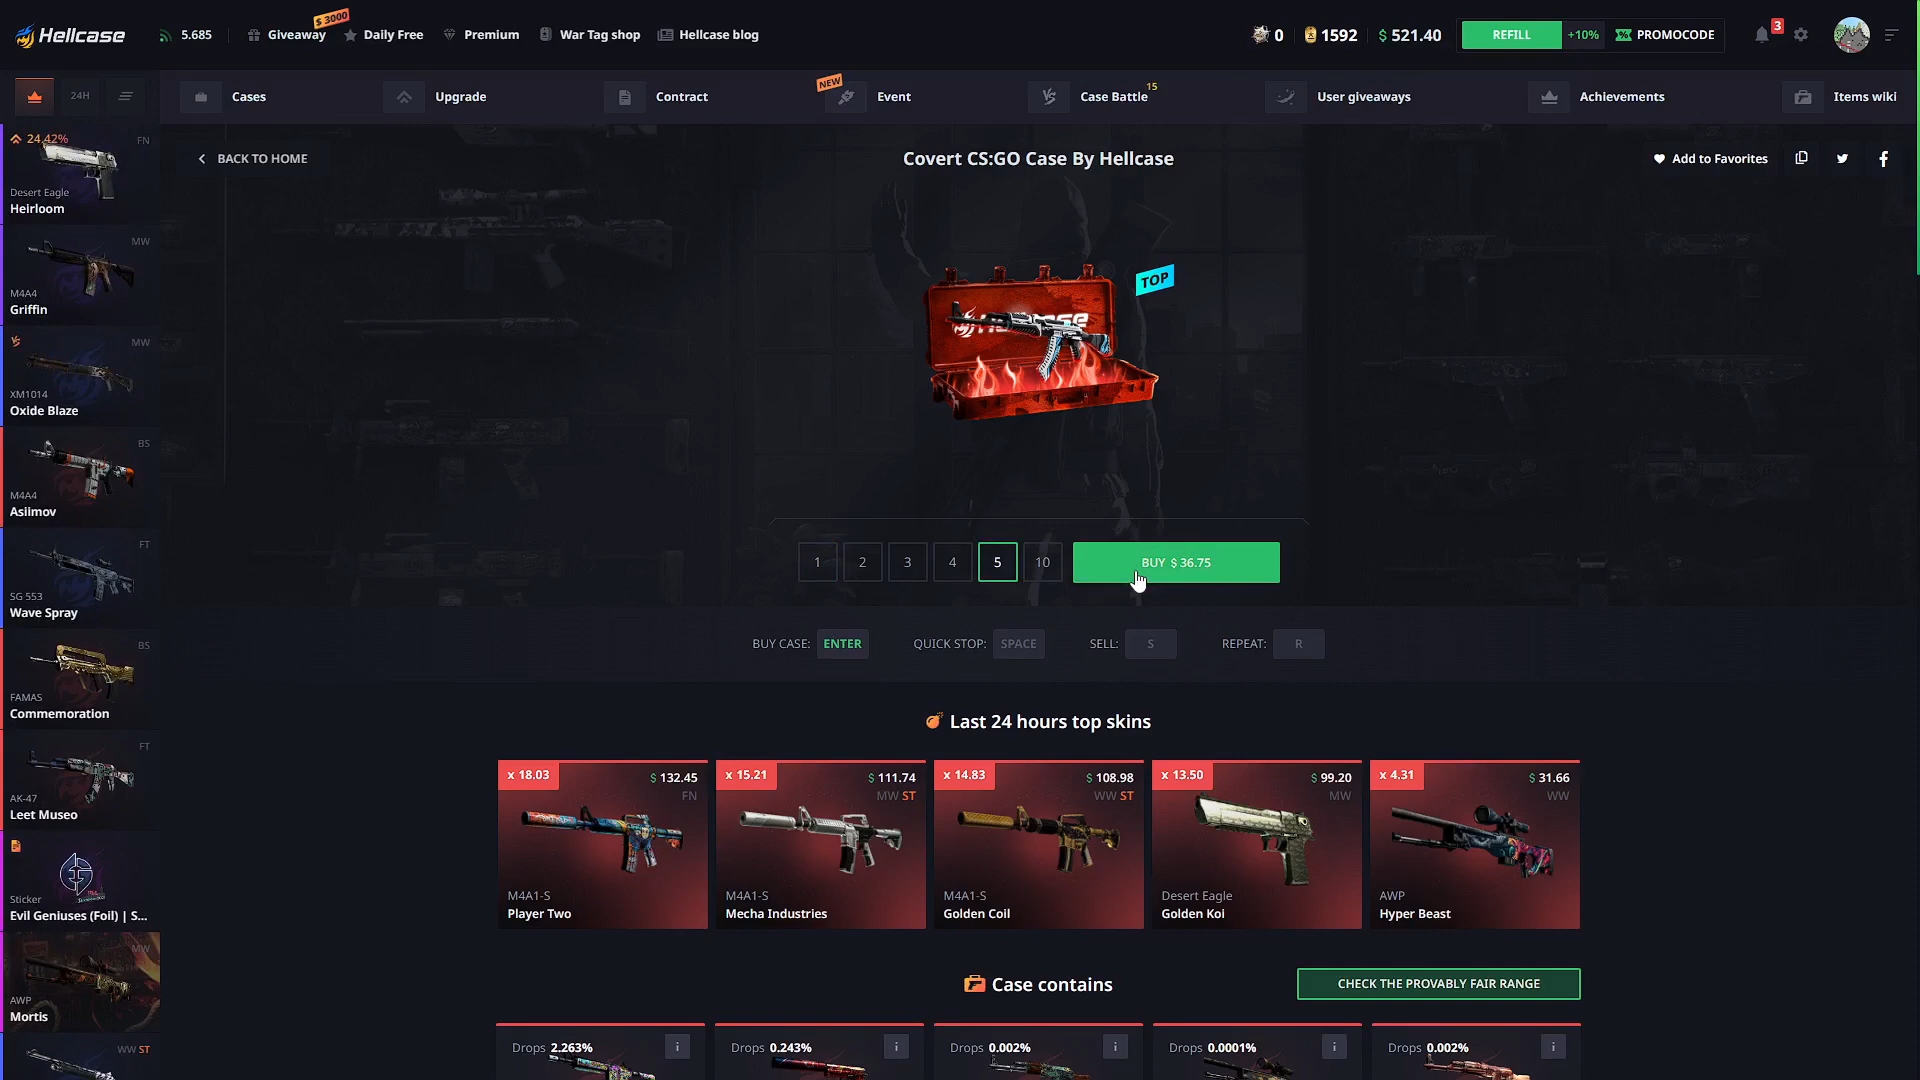 Hellcase
5.685
Giveaway
$ 3000
Daily Free
Premium
War Tag shop
Hellcase blog
0
1592
$ 521.40
REFILL
+10%
PROMOCODE
3
24H
Cases
Upgrade
Contract
NEW
Event
VS
Case Battle
15
User giveaways
Achievements
Items wiki
24.42%
FN
Desert Eagle
Heirloom
MW
M4A4
Griffin
VS
MW
XM1014
Oxide Blaze
BS
M4A4
Asiimov
FT
SG 553
Wave Spray
BS
FAMAS
Commemoration
FT
AK-47
Leet Museo
Sticker
Evil Geniuses (Foil) | S...
MW
AWP
Mortis
WW ST
BACK TO HOME
Covert CS:GO Case By Hellcase
Add to Favorites
TOP
1
2
3
4
5
10
BUY $ 36.75
BUY CASE: ENTER
QUICK STOP: SPACE
SELL: S
REPEAT: R
Last 24 hours top skins
x 18.03
$ 132.45
FN
M4A1-S
Player Two
x 15.21
$ 111.74
MW ST
M4A1-S
Mecha Industries
x 14.83
$ 108.98
WW ST
M4A1-S
Golden Coil
x 13.50
$ 99.20
MW
Desert Eagle
Golden Koi
x 4.31
$ 31.66
WW
AWP
Hyper Beast
Case contains
CHECK THE PROVABLY FAIR RANGE
Drops 2.263%
i
Drops 0.243%
i
Drops 0.002%
i
Drops 0.0001%
i
Drops 0.002%
i